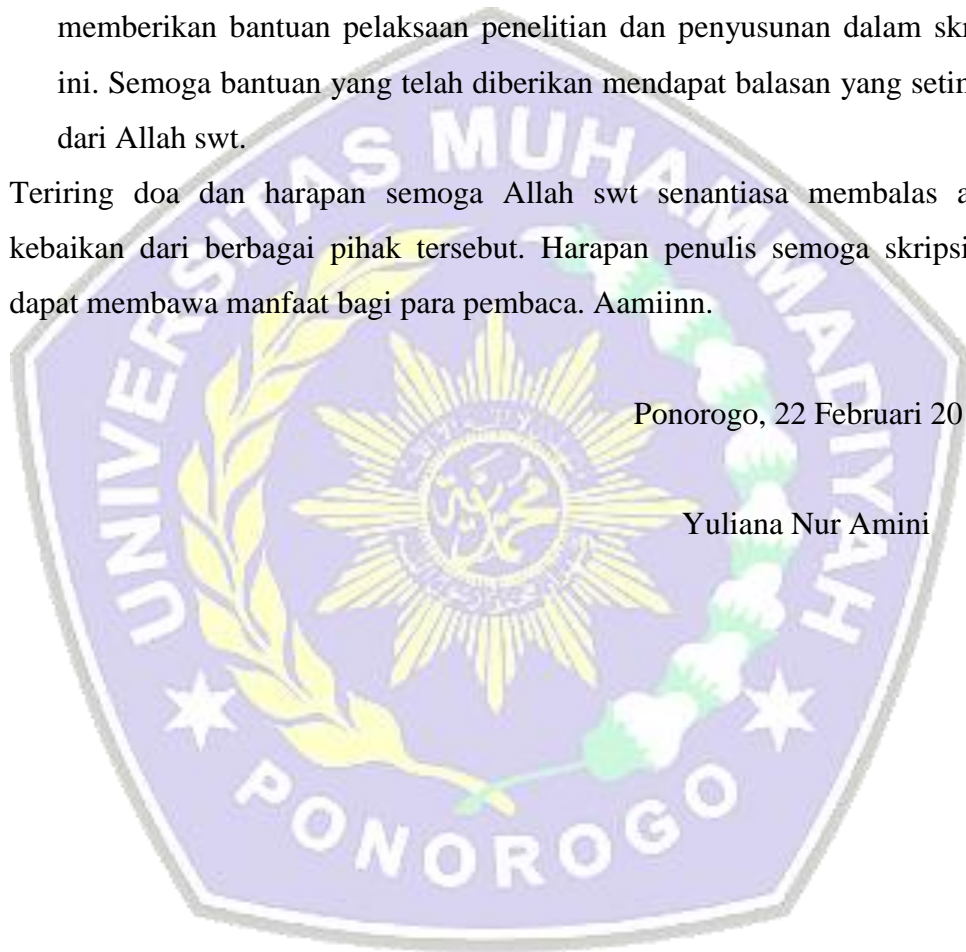 memberikan bantuan pelaksaan penelitian dan penyusunan dalam skr
ini. Semoga bantuan yang telah diberikan mendapat balasan yang setin
dari Allah swt.
Teriring doa dan harapan semoga Allah swt senantiasa membalas a
kebaikan dari berbagai pihak tersebut. Harapan penulis semoga skripsi
dapat membawa manfaat bagi para pembaca. Aamiinn.
Ponorogo, 22 Februari 20
Yuliana Nur Amini
UNIVERSITAS MUHAMMADIYAH
PONOROGO